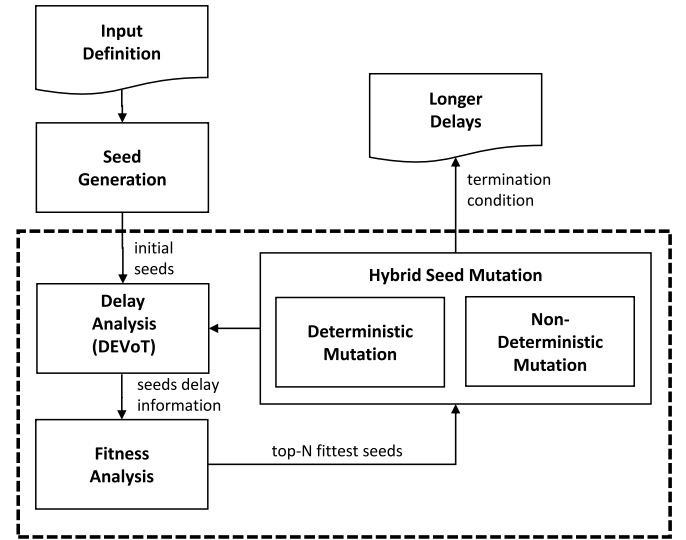 Input
Definition
Longer
Delays
Seed
Generation
termination
condition
initial
seeds
Hybrid Seed Mutation
Delay
Analysis
(DEVoT)
Deterministic
Mutation
Non-
Deterministic
Mutation
seeds delay
information
Fitness
Analysis
top-N fittest seeds